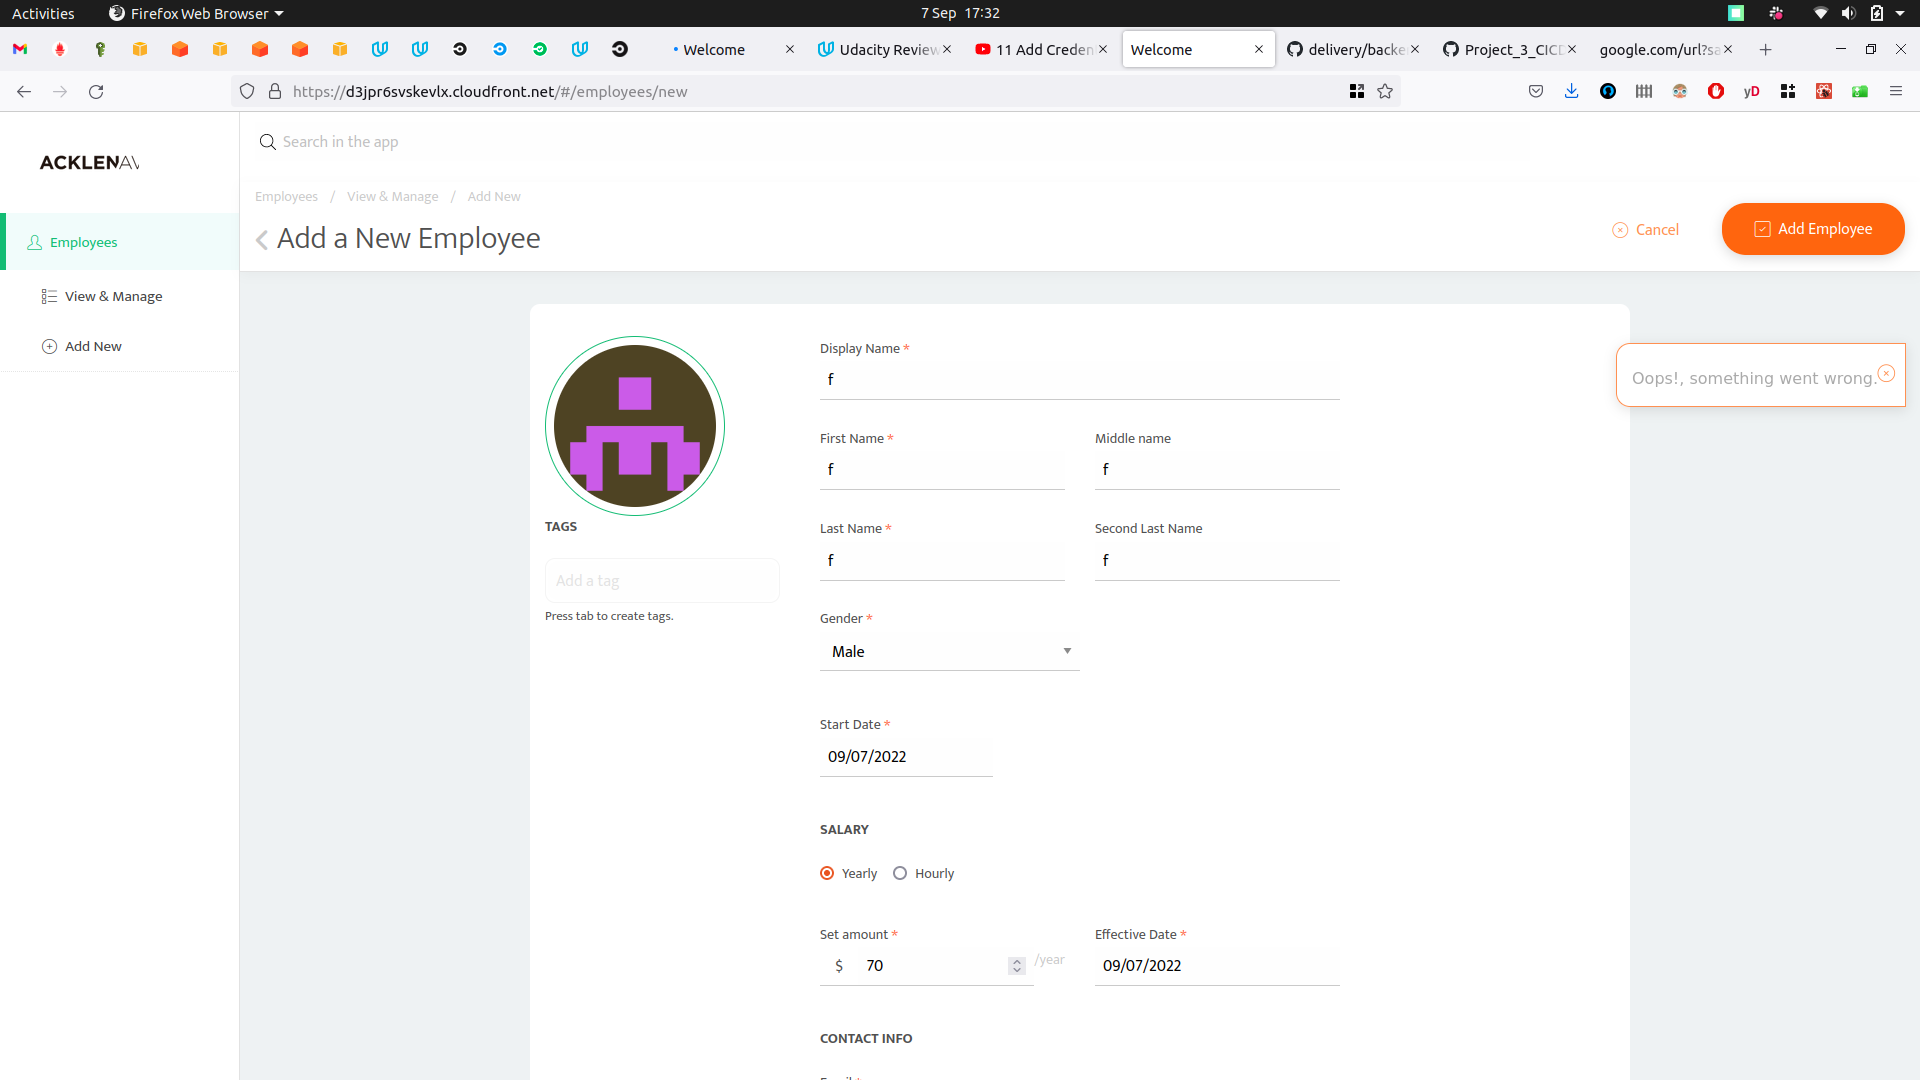 Activities Firefox Web Browser 7 Sep 17:32
Welcome Udacity Review 11 Add Creden Welcome delivery/backe Project_3_CICD google.com/url?sa
https://d3jpr6svskevlx.cloudfront.net/#/employees/new yD
ACKLENAV
Search in the app
Employees / View & Manage / Add New
Add a New Employee
Cancel
Add Employee
Employees
View & Manage
Add New
Oops!, something went wrong.
TAGS
Add a tag
Press tab to create tags.
Display Name *
f
First Name * Middle name
f f
Last Name * Second Last Name
f f
Gender *
Male
Start Date *
09/07/2022
SALARY
Yearly Hourly
Set amount * Effective Date *
$ 70 /year 09/07/2022
CONTACT INFO